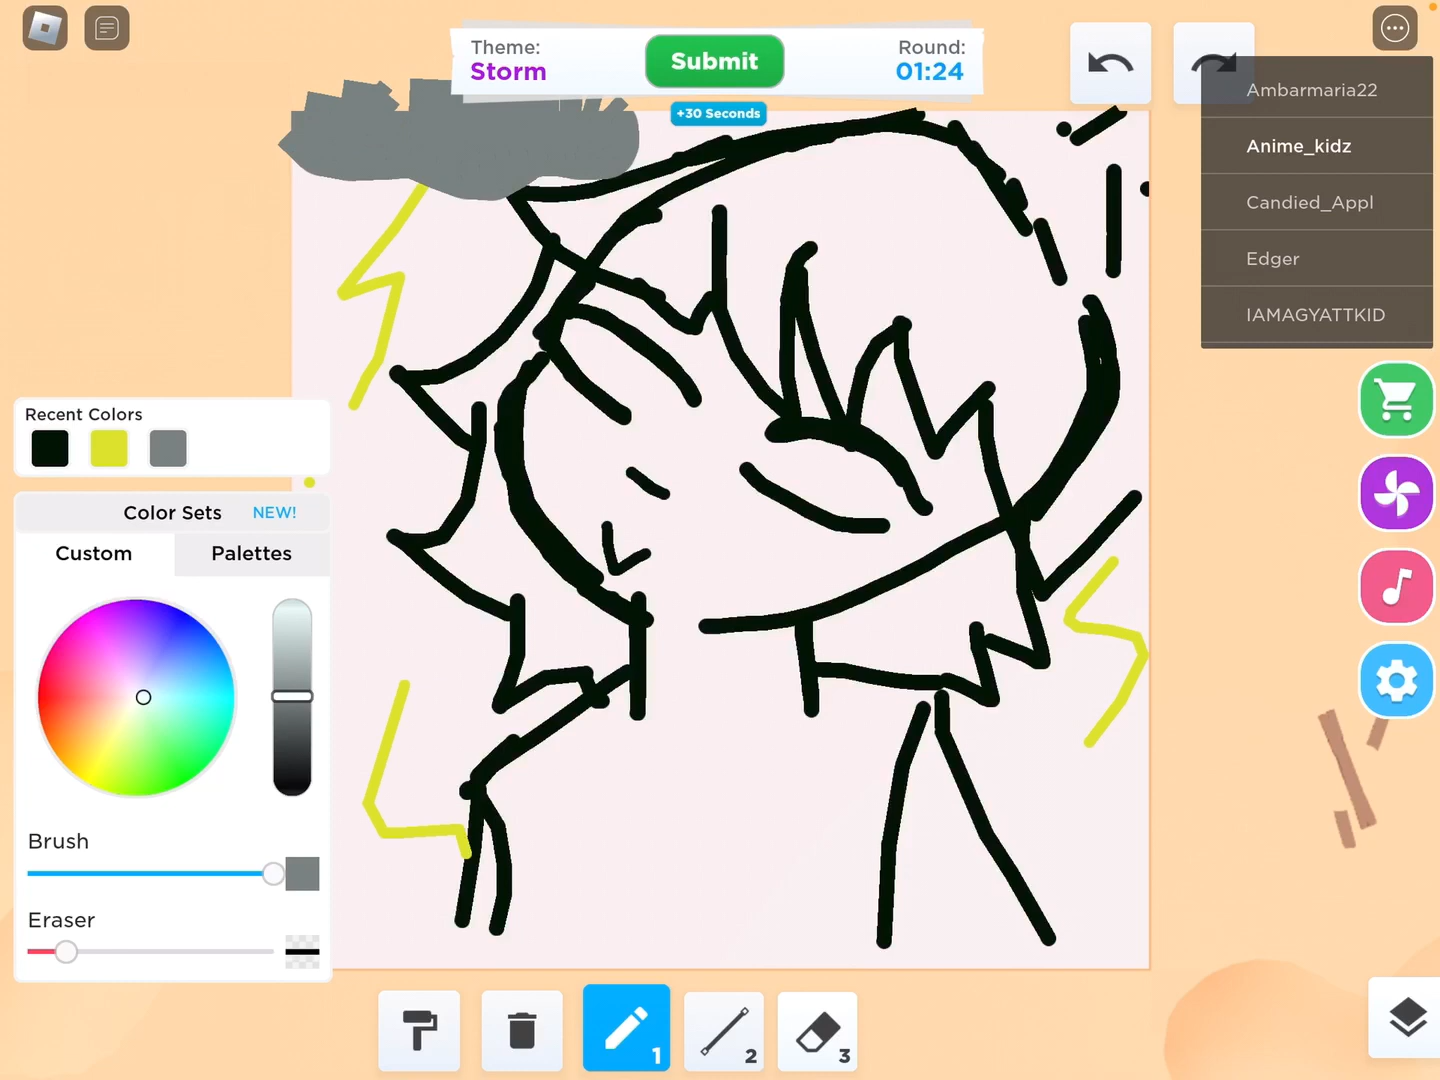 Theme:
Storm
Submit
Round:
01:24
+30 Seconds
Ambarmaria22
Anime_kidz
Candied_Appl
Edger
IAMAGYATTKID
Recent Colors
Color Sets NEW!
Custom Palettes
Brush
Eraser
1
2
3